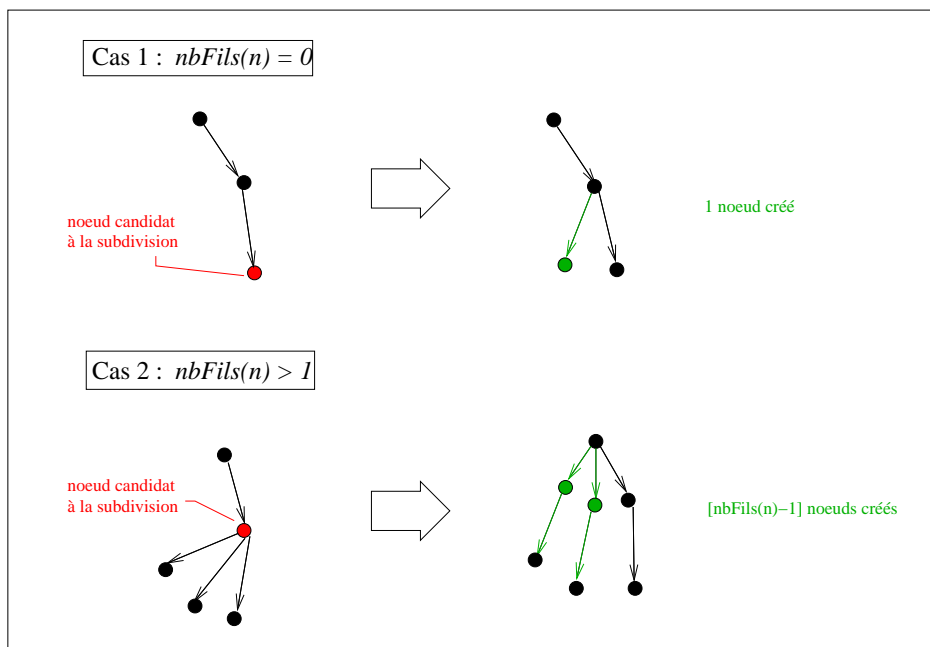 Cas 1 : nbFils(n) = 0
noeud candidat
à la subdivision
1 noeud créé
Cas 2 : nbFils(n) > 1
noeud candidat
à la subdivision
[nbFils(n)−1] noeuds créés